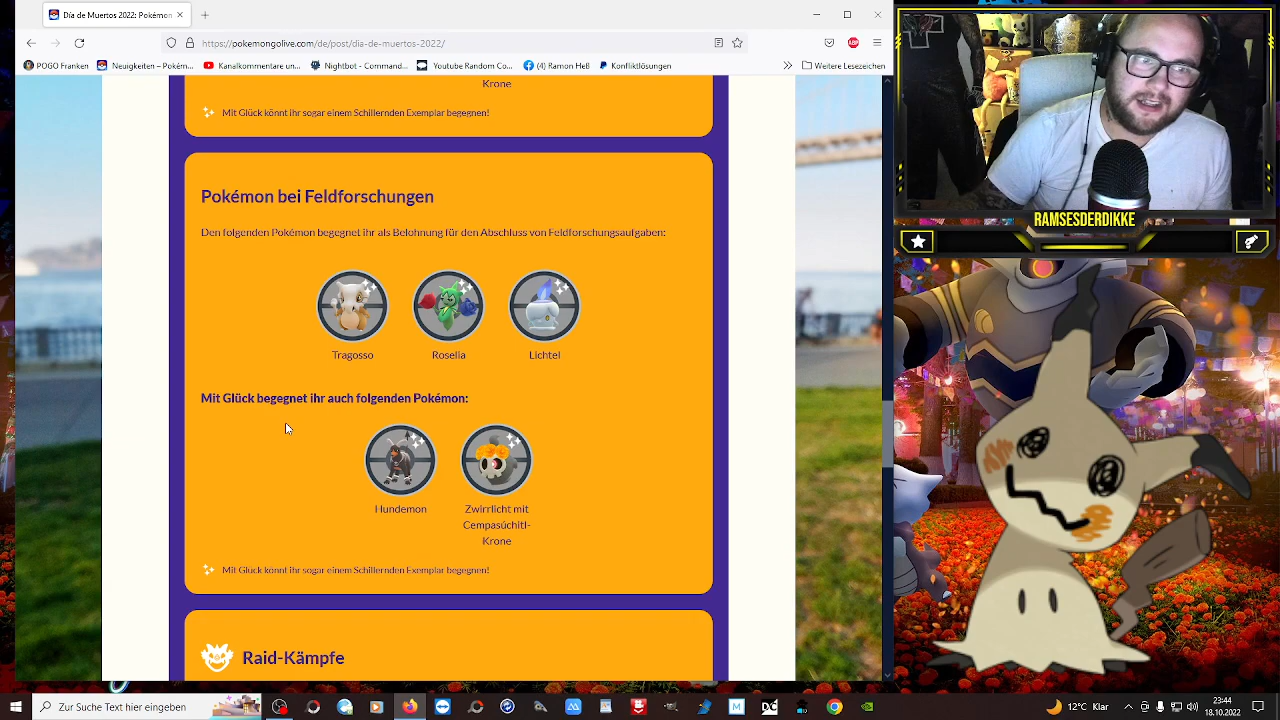 Día de Muertos 2022: Pokémon
https://pokemongolive.com/de/post/dia-de-muertos-2022/
ABP
POGO Franken
Neuigkeiten – Pokém...
Kanalkommentare un...
Nightbot - Command...
Youtube Random Co...
(4) Ramon Heß
Konfliktlösungen
Weitere Lesezeichen
Krone
Mit Glück könnt ihr sogar einem Schillernden Exemplar begegnen!
Pokémon bei Feldforschungen
Den folgenden Pokémon begegnet ihr als Belohnung für den Abschluss von Feldforschungsaufgaben:
Tragosso
Roselia
Lichtel
Mit Glück begegnet ihr auch folgenden Pokémon:
Hundemon
Zwirrlicht mit
Cempasúchitl-
Krone
Mit Glück könnt ihr sogar einem Schillernden Exemplar begegnen!
Raid-Kämpfe
RAMSESDERDIKKE
Zur Suche Text hier eingeben
12°C Klar
23:44
18.10.2022